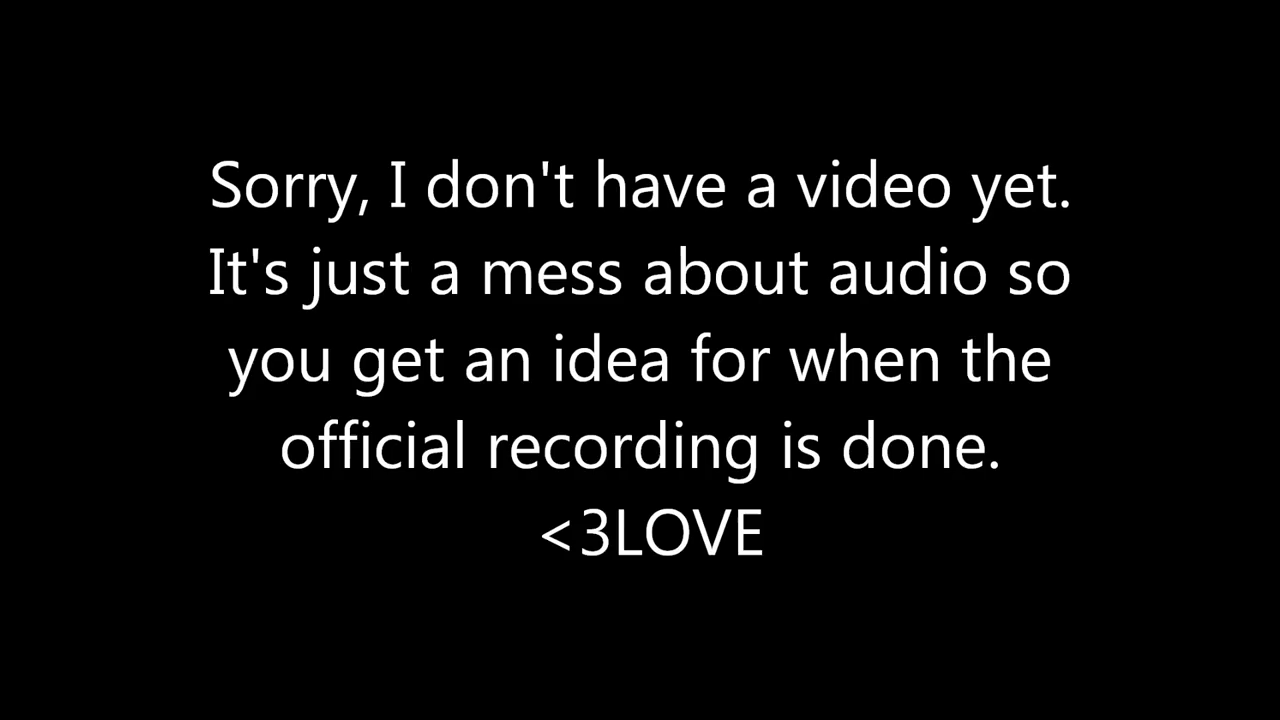 Sorry, I don't have a video yet.
It's just a mess about audio so
you get an idea for when the
official recording is done.
<3LOVE